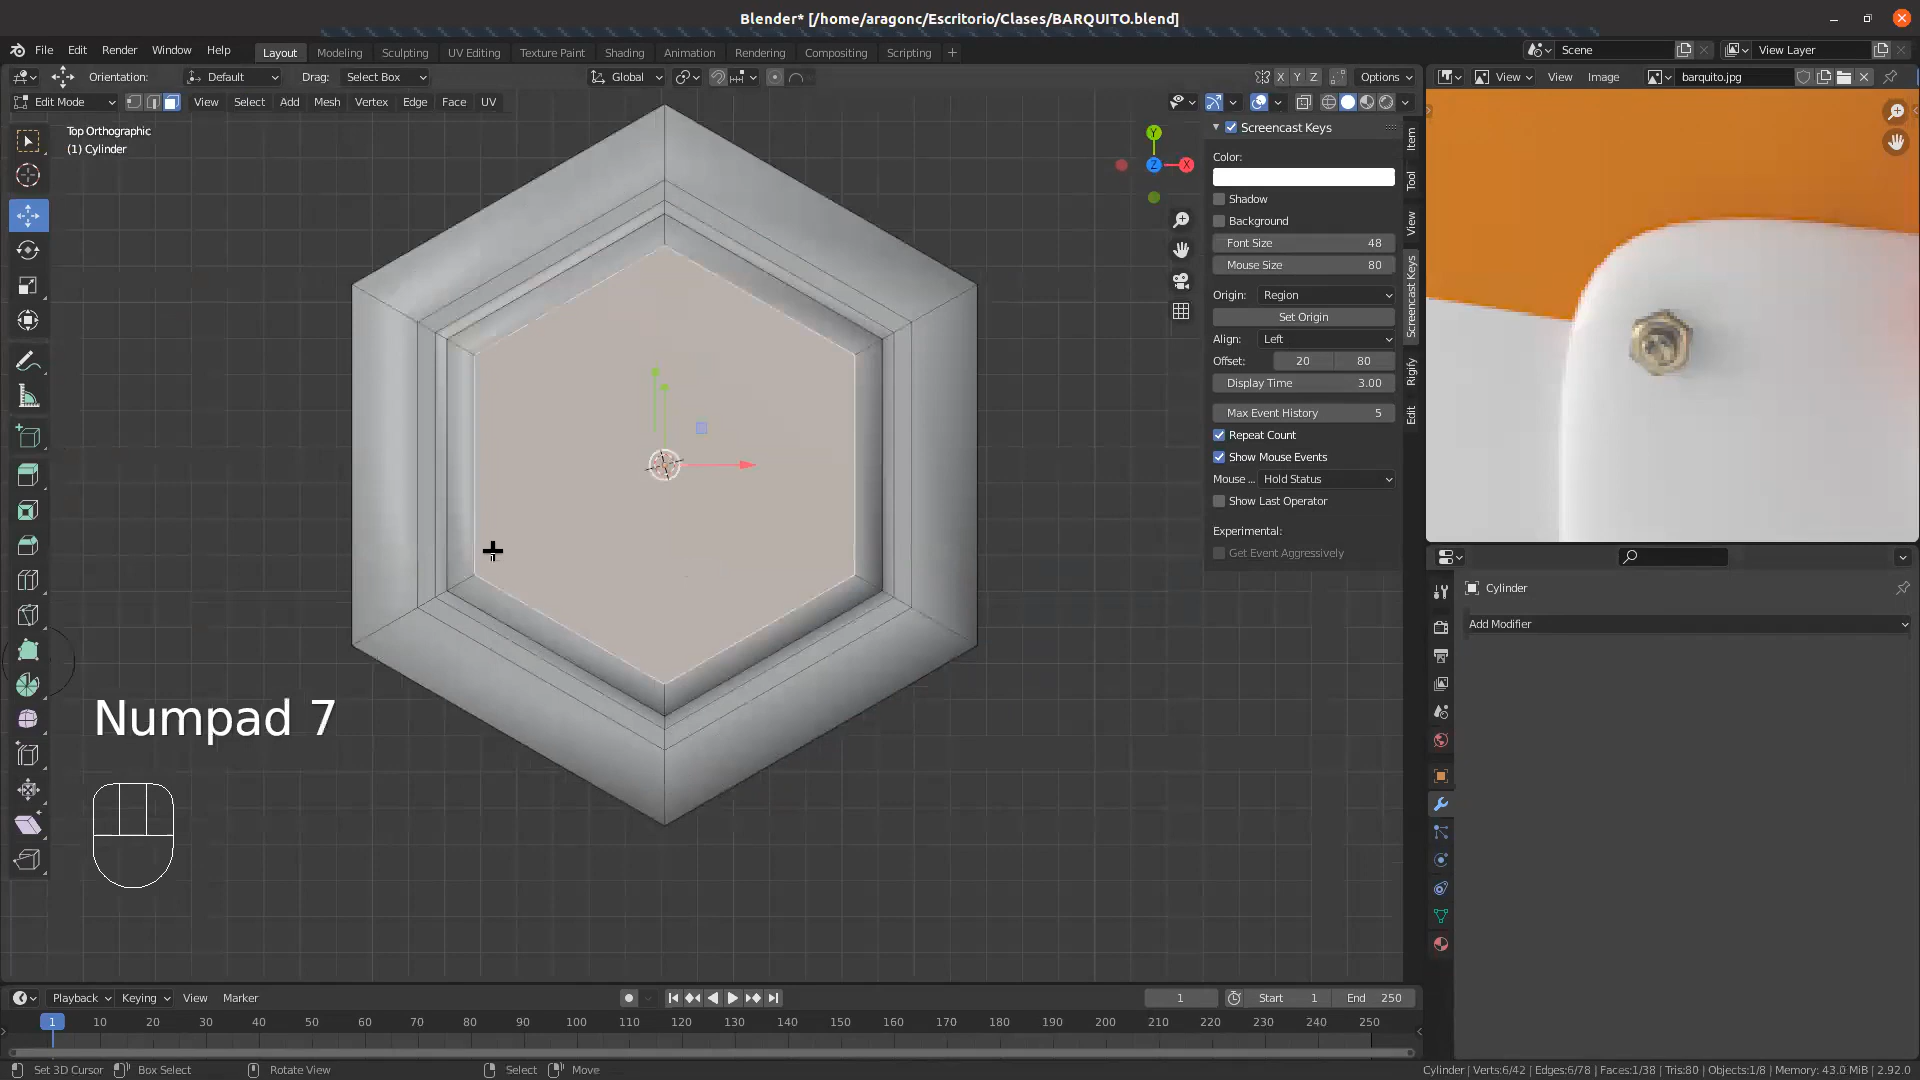 Blender* [/home/aragonc/Escritorio/Clases/BARQUITO.blend]
File Edit Render Window Help Layout Modeling Sculpting UV Editing Texture Paint Shading Animation Rendering Compositing Scripting Scene View Layer
Orientation: Default Drag: Select Box Global X Y Z Options View View Image barquito.jpg
Edit Mode View Select Add Mesh Vertex Edge Face UV
Top Orthographic
(1) Cylinder
Y
Z
X
Screencast Keys
Color:
Shadow
Background
Font Size 48
Mouse Size 80
Origin: Region
Set Origin
Align: Left
Offset: 20 80
Display Time 3.00
Max Event History 5
Repeat Count
Show Mouse Events
Mouse ... Hold Status
Show Last Operator
Experimental:
Get Event Aggressively
Item
Tool
View
Screencast Keys
Rigify
Edit
Cylinder
Add Modifier
Numpad 7
Playback Keying View Marker 1 Start 1 End 250
1 10 20 30 40 50 60 70 80 90 100 110 120 130 140 150 160 170 180 190 200 210 220 230 240 250
Set 3D Cursor Box Select Rotate View Select Move Cylinder | Verts:6/42 | Edges:6/78 | Faces:1/38 | Tris:80 | Objects:1/8 | Memory: 43.0 MiB | 2.92.0